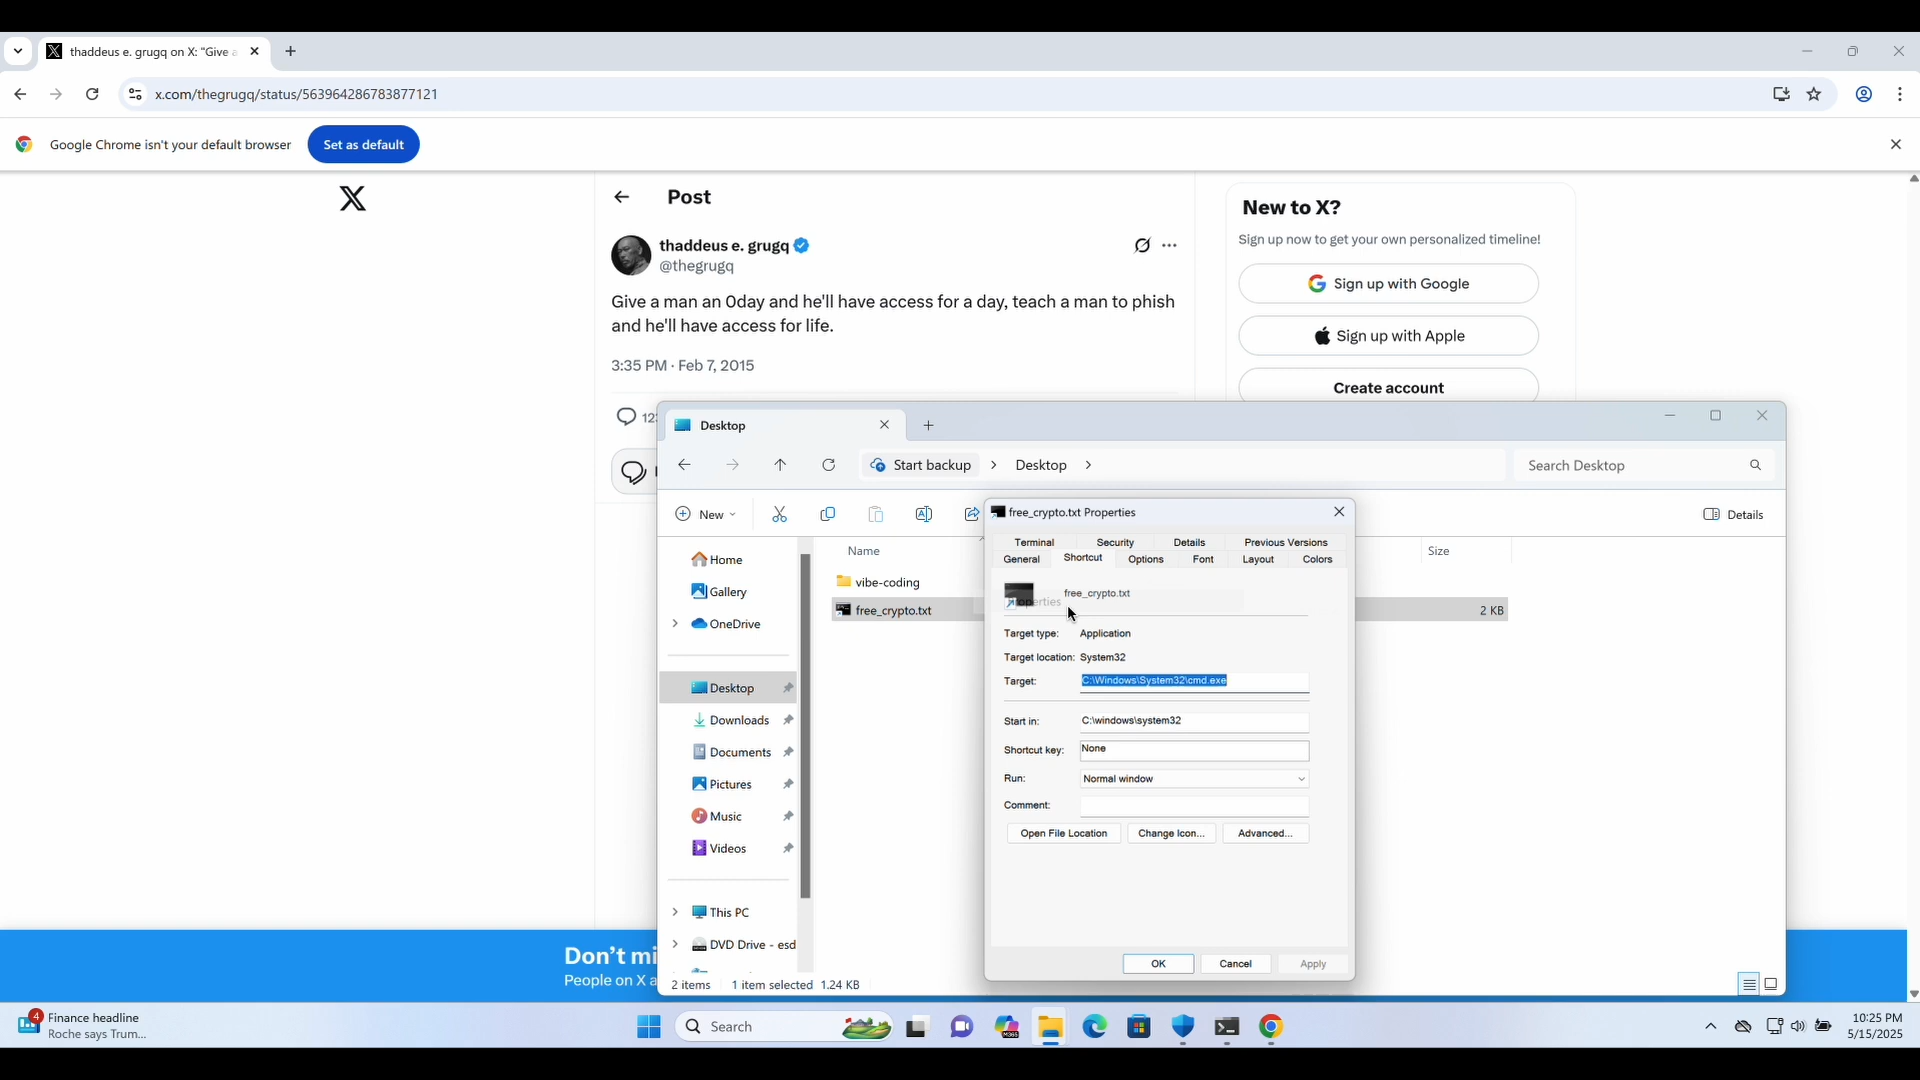 thaddeus e. grugq on X: "Give a
x.com/thegrugq/status/563964286783877121
Google Chrome isn't your default browser
Set as default
Post
thaddeus e. grugq
@thegrugq
Give a man an 0day and he'll have access for a day, teach a man to phish
and he'll have access for life.
3:35 PM · Feb 7, 2015
123
New to X?
Sign up now to get your own personalized timeline!
Sign up with Google
Sign up with Apple
Create account
Desktop
Start backup
Desktop
Search Desktop
New
Details
Home
Gallery
OneDrive
Desktop
Downloads
Documents
Pictures
Music
Videos
This PC
DVD Drive - esd
Name
Size
vibe-coding
free_crypto.txt
2 KB
free_crypto.txt Properties
Terminal Security Details Previous Versions
General Shortcut Options Font Layout Colors
free_crypto.txt
Properties
Target type: Application
Target location: System32
Target: C:\Windows\System32\cmd.exe
Start in: C:\windows\system32
Shortcut key: None
Run: Normal window
Comment:
Open File Location Change Icon... Advanced...
OK Cancel Apply
2 items 1 item selected 1.24 KB
Don't mi
People on X a
4
Finance headline
Roche says Trum...
Search
M365
10:25 PM
5/15/2025